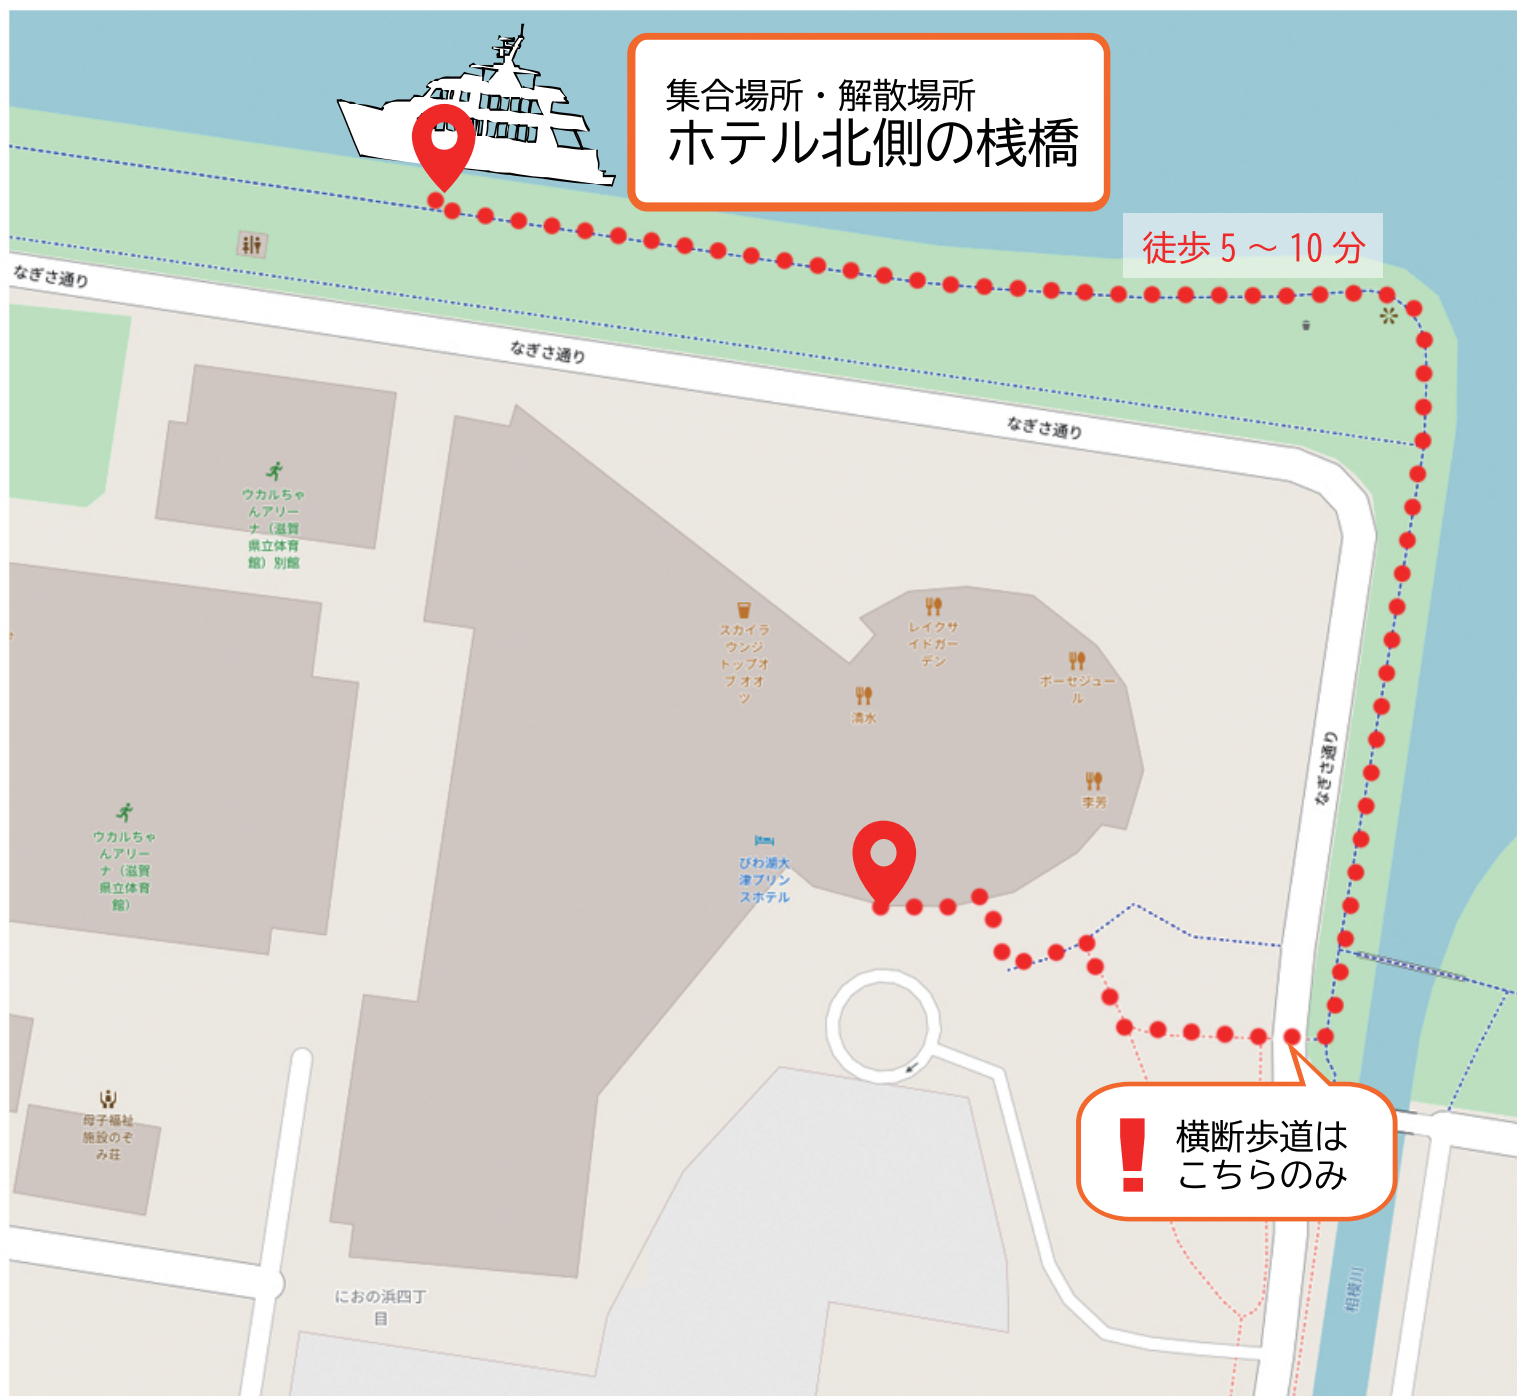 集合場所・解散場所
ホテル北側の桟橋
徒歩 5 ～ 10 分
なぎさ通り
なぎさ通り
なぎさ通り
ウカルちゃ
んアリー
ナ（滋賀
県立体育
館）別館
スカイラ
ウンジ
トップオ
ブ オオ
ツ
レイクサ
イドガー
デン
ボーセジュー
ル
清水
李芳
なぎさ通り
ウカルちゃ
んアリー
ナ（滋賀
県立体育
館）
びわ湖大
津プリン
スホテル
母子福祉
施設のぞ
み荘
!
横断歩道は
こちらのみ
におの浜四丁
目
相模川